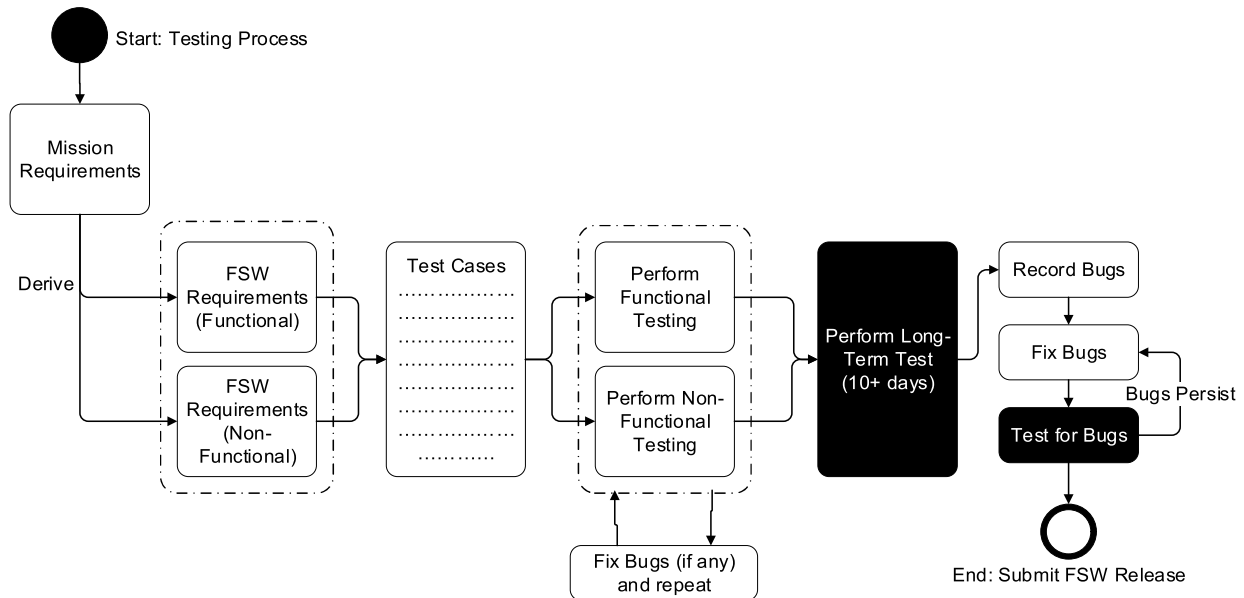 Start: Testing Process
Mission
Requirements
Derive
FSW
Requirements
(Functional)
FSW
Requirements
(Non-
Functional)
Test Cases
Perform
Functional
Testing
Perform Non-
Functional
Testing
Fix Bugs (if any)
and repeat
Perform Long-
Term Test
(10+ days)
Record Bugs
Fix Bugs
Bugs Persist
Test for Bugs
End: Submit FSW Release